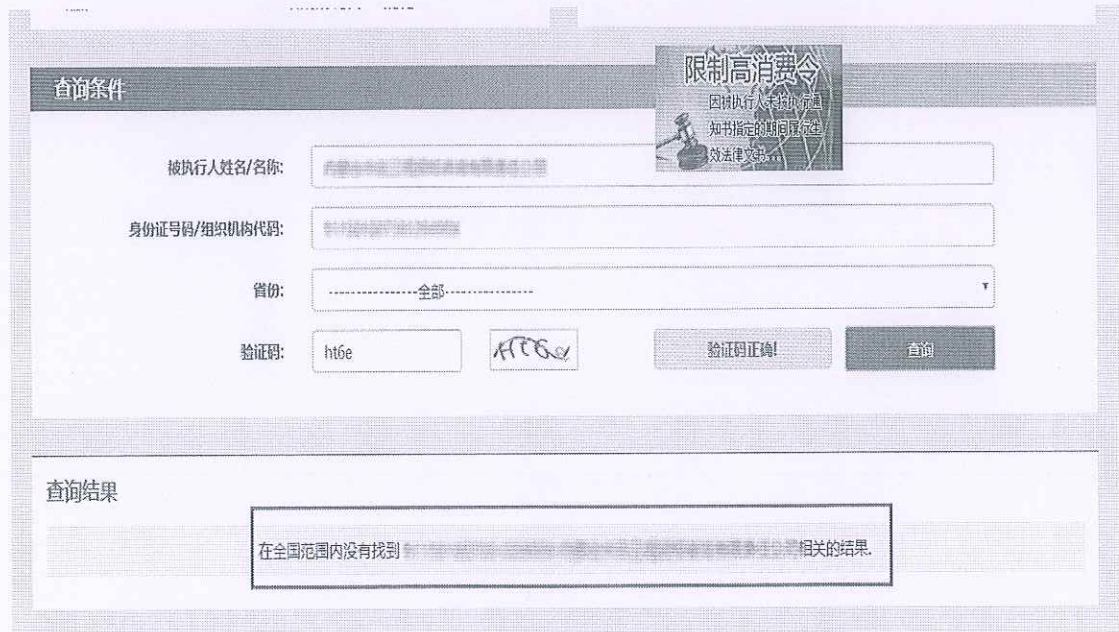 查询条件
限制高消费令
因被执行人未按执行通
知书指定的期间履行生
效法律文书...
被执行人姓名/名称:
身份证号码/组织机构代码:
省份:
-----------------全部-----------------
验证码:
ht6e
验证码正确!
查询
查询结果
在全国范围内没有找到
相关的结果.